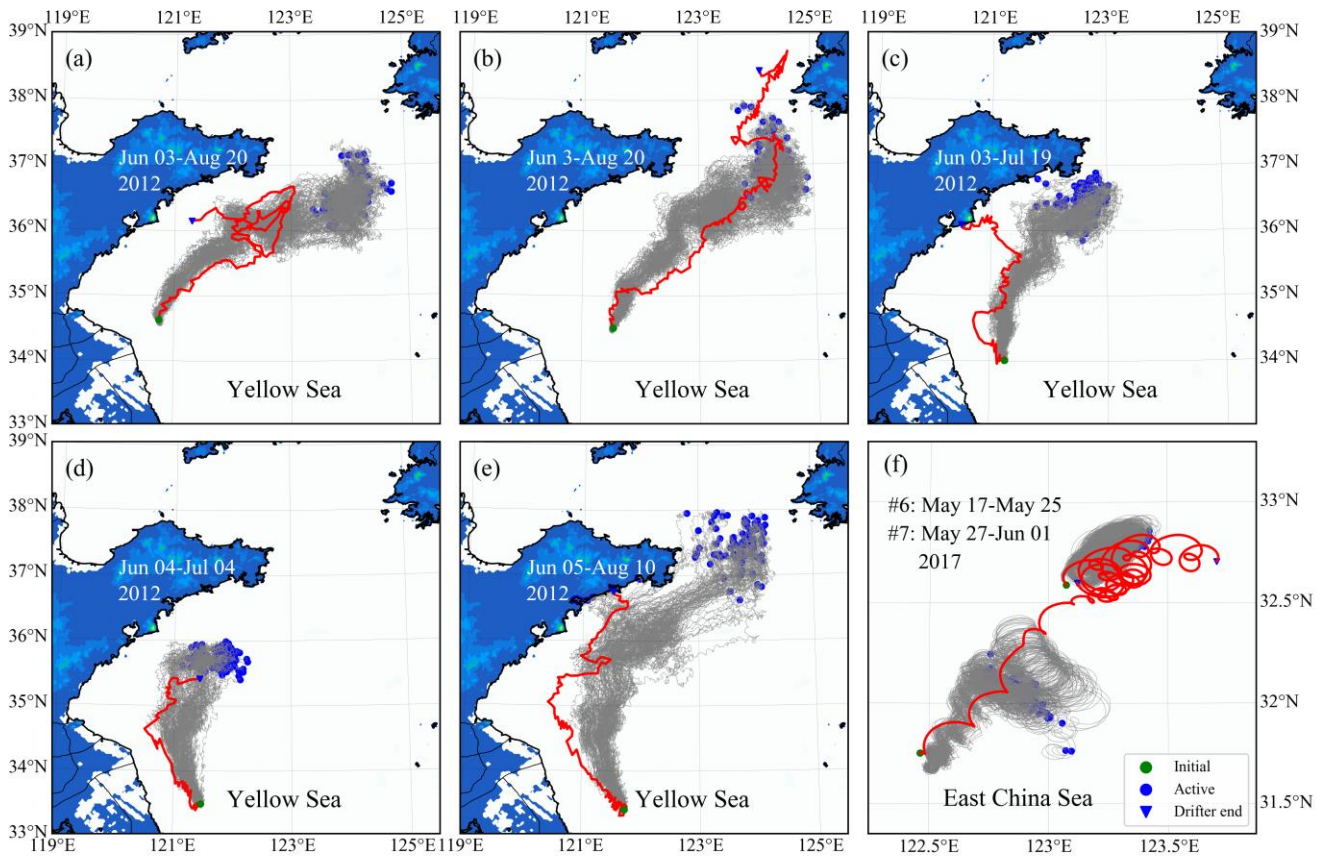 119°E 121°E 123°E 125°E 119°E 121°E 123°E 125°E 119°E 121°E 123°E 125°E
39°N 39°N
(a) (b) (c)
38°N 38°N
Jun 03-Aug 20
2012
Jun 3-Aug 20
2012
Jun 03-Jul 19
2012
37°N 37°N
36°N 36°N
35°N 35°N
34°N 34°N
Yellow Sea Yellow Sea Yellow Sea
33°N 33°N
39°N
(d) (e) (f)
38°N
#6: May 17-May 25
#7: May 27-Jun 01
2017
33°N
Jun 04-Jul 04
2012
Jun 05-Aug 10
2012
37°N
32.5°N
36°N
35°N
32°N
34°N
Initial
Active
Drifter end
Yellow Sea Yellow Sea East China Sea
31.5°N
33°N
119°E 121°E 123°E 125°E 119°E 121°E 123°E 125°E 122.5°E 123°E 123.5°E